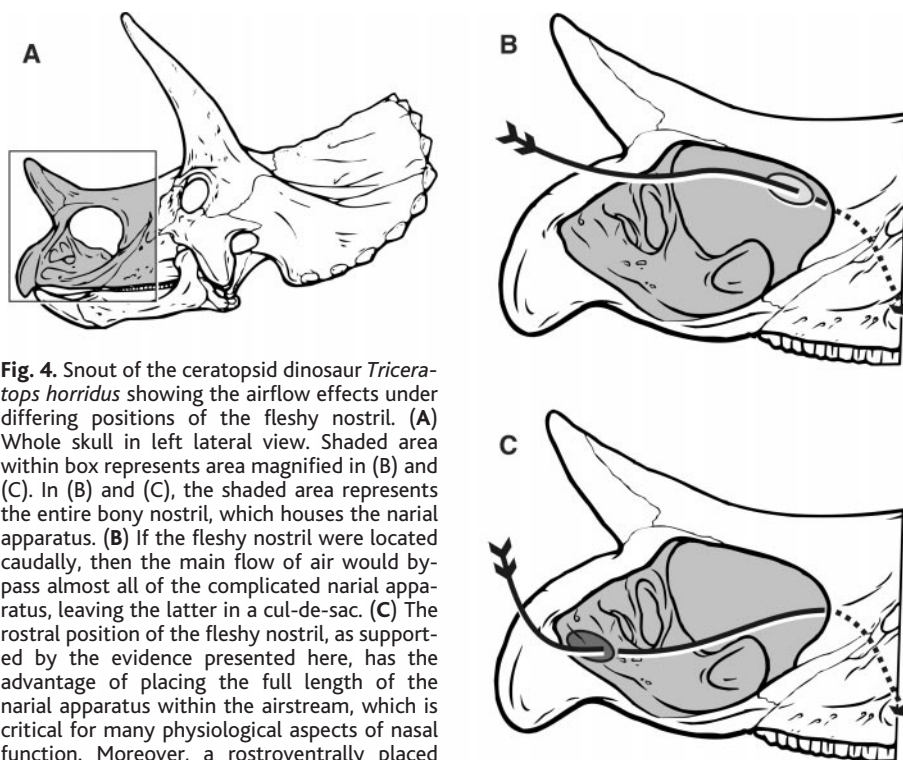 A
B
Fig. 4. Snout of the ceratopsid dinosaur Tricera-
tops horridus showing the airflow effects under
differing positions of the fleshy nostril. (A)
Whole skull in left lateral view. Shaded area
within box represents area magnified in (B) and
(C). In (B) and (C), the shaded area represents
the entire bony nostril, which houses the narial
apparatus. (B) If the fleshy nostril were located
caudally, then the main flow of air would by-
pass almost all of the complicated narial appa-
ratus, leaving the latter in a cul-de-sac. (C) The
rostral position of the fleshy nostril, as support-
ed by the evidence presented here, has the
advantage of placing the full length of the
narial apparatus within the airstream, which is
critical for many physiological aspects of nasal
function. Moreover, a rostroventrally placed
C